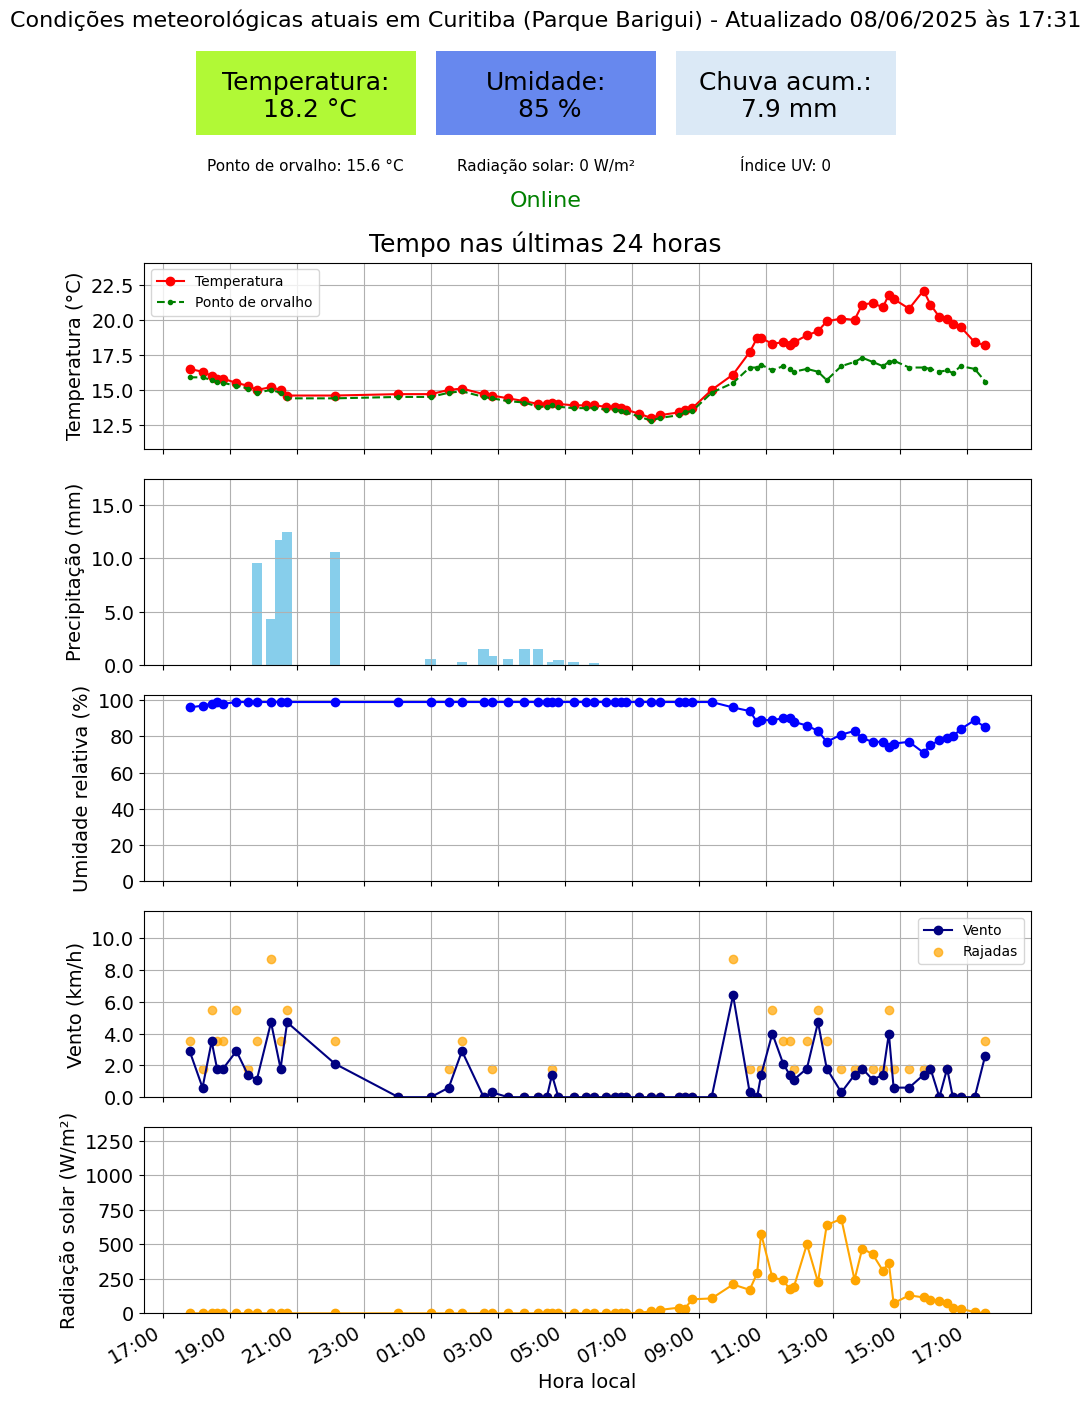 Condições meteorológicas atuais em Curitiba (Parque Barigui) - Atualizado 08/06/2025 às 17:31
Temperatura:
18.2 °C
Umidade:
85 %
Chuva acum.:
7.9 mm
Ponto de orvalho: 15.6 °C
Radiação solar: 0 W/m²
Índice UV: 0
Online
Tempo nas últimas 24 horas
Temperatura (°C)
22.5
20.0
17.5
15.0
12.5
Temperatura
Ponto de orvalho
Precipitação (mm)
15.0
10.0
5.0
0.0
Umidade relativa (%)
100
80
60
40
20
0
Vento (km/h)
10.0
8.0
6.0
4.0
2.0
0.0
Vento
Rajadas
Radiação solar (W/m²)
1250
1000
750
500
250
0
17:00
19:00
21:00
23:00
01:00
03:00
05:00
07:00
09:00
11:00
13:00
15:00
17:00
Hora local